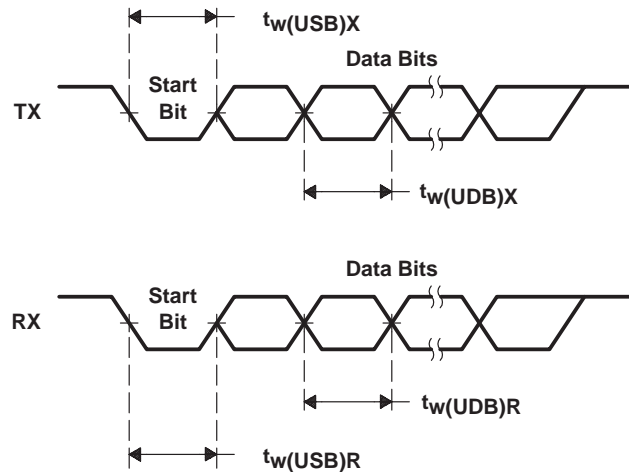 tw(USB)X
Data Bits
Start
Bit
TX
tw(UDB)X
Data Bits
Start
Bit
RX
tw(UDB)R
tw(USB)R